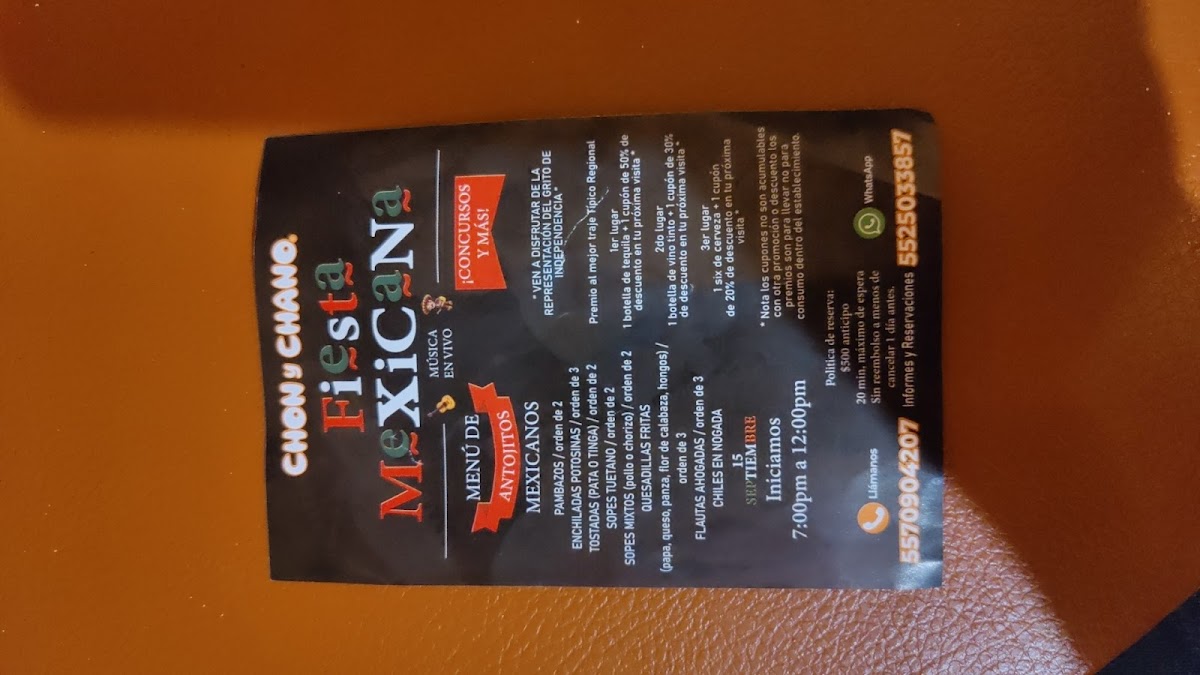 CHON y CHANO.
Fiesta
MeXiCaNa
MÚSICA
EN VIVO
MENÚ DE
ANTOJITOS
MEXICANOS
PAMBAZOS / orden de 2
ENCHILADAS POTOSINAS / orden de 3
TOSTADAS (PATA O TINGA) / orden de 2
SOPES TUETANO / orden de 2
SOPES MIXTOS (pollo o chorizo) / orden de 2
QUESADILLAS FRITAS
(papa, queso, panza, flor de calabaza, hongos) /
orden de 3
FLAUTAS AHOGADAS / orden de 3
CHILES EN NOGADA
15
SEPTIEMBRE
Iniciamos
7:00pm a 12:00pm
¡CONCURSOS
Y MÁS!
* VEN A DISFRUTAR DE LA
REPRESENTACIÓN DEL GRITO DE
INDEPENDENCIA *
Premio al mejor traje Típico Regional
1er lugar
1 botella de tequila + 1 cupón de 50% de
descuento en tu próxima visita *
2do lugar
1 botella de vino tinto + 1 cupón de 30%
de descuento en tu próxima visita *
3er lugar
1 six de cerveza + 1 cupón
de 20% de descuento en tu próxima
visita *
* Nota los cupones no son acumulables
con otra promoción o descuento los
premios son para llevar no para
consumo dentro del establecimiento.
Política de reserva:
$500 anticipo
20 min, máximo de espera
Sin reembolso a menos de
cancelar 1 día antes.
Llámanos
5570904207
Informes y Reservaciones
WhatsApp
5525033857